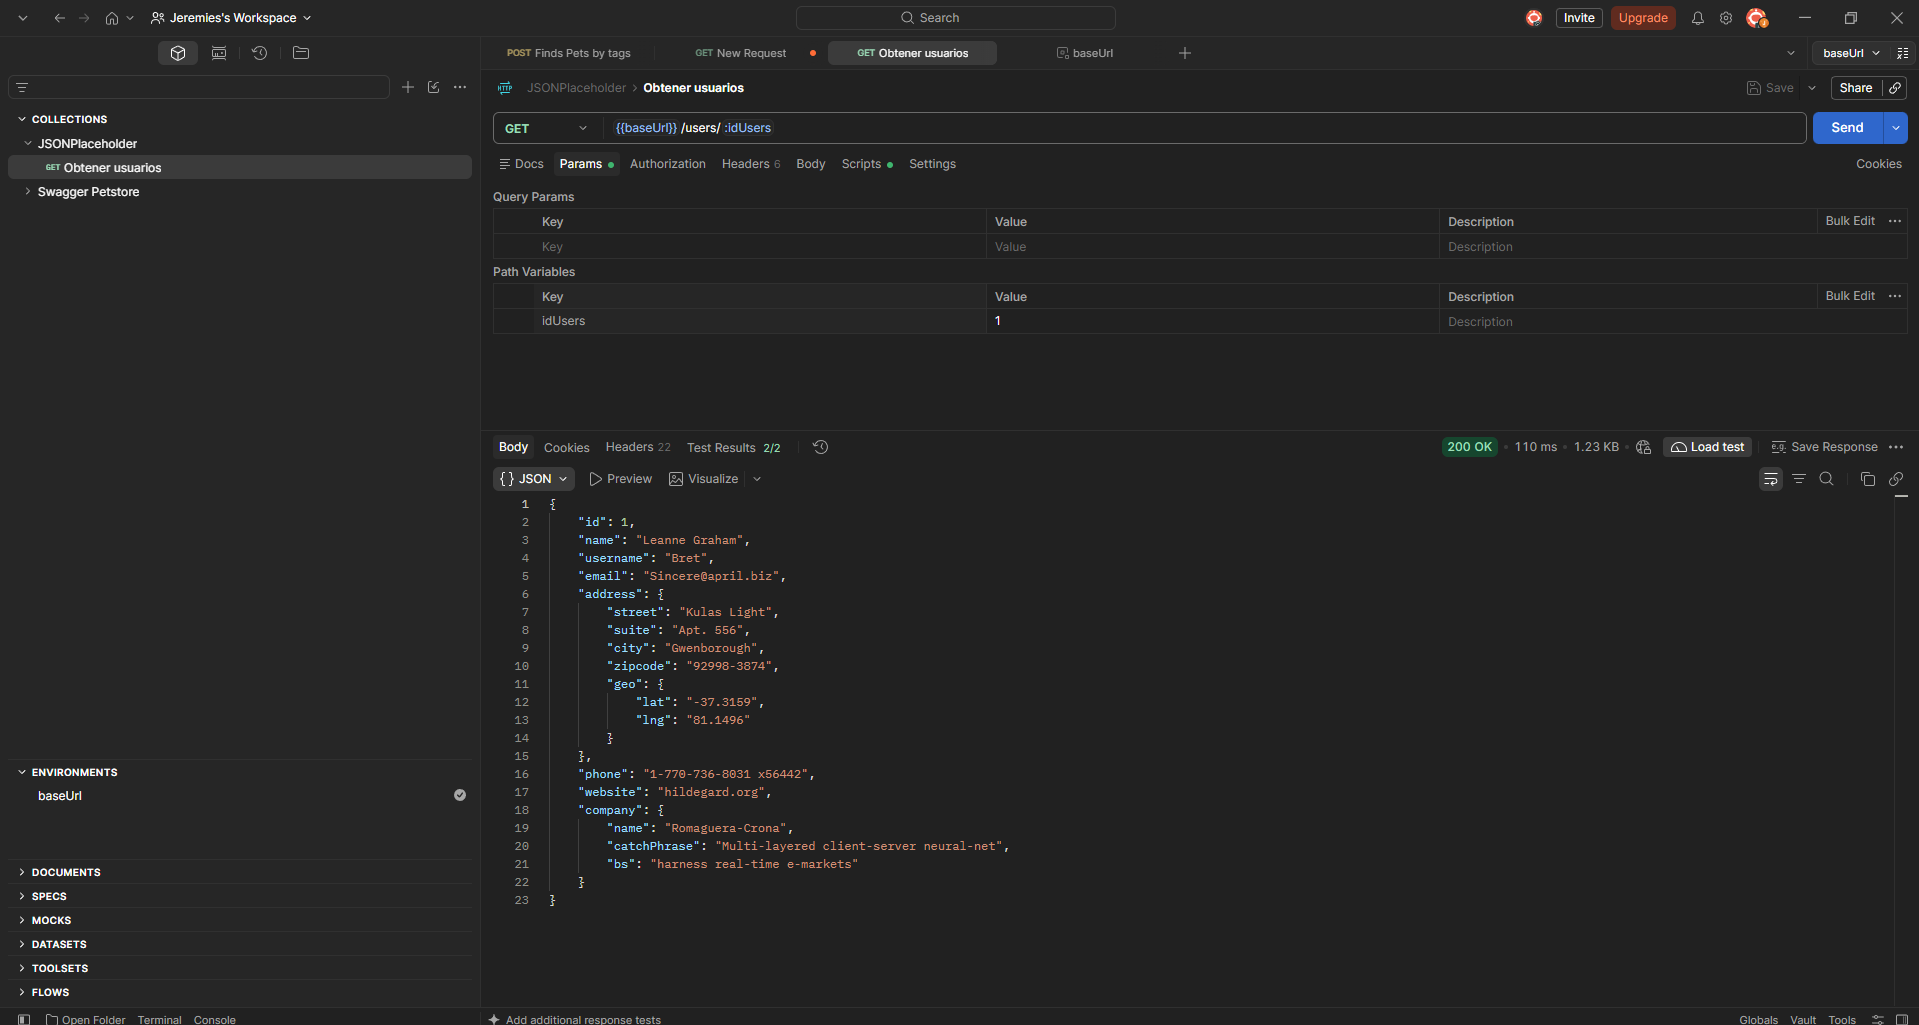 Jeremies's Workspace
Search
Invite
Upgrade
POST Finds Pets by tags
GET New Request
GET Obtener usuarios
baseUrl
baseUrl
COLLECTIONS
JSONPlaceholder
GET Obtener usuarios
Swagger Petstore
ENVIRONMENTS
baseUrl
DOCUMENTS
SPECS
MOCKS
DATASETS
TOOLSETS
FLOWS
HTTP JSONPlaceholder > Obtener usuarios
Save
Share
GET {{baseUrl}} /users/ :idUsers
Send
Docs Params Authorization Headers 6 Body Scripts Settings
Cookies
Query Params
Key Value Description Bulk Edit
Key Value Description
Path Variables
Key Value Description Bulk Edit
idUsers 1 Description
Body Cookies Headers 22 Test Results 2/2
200 OK 110 ms 1.23 KB Load test e.g. Save Response
{} JSON Preview Visualize
1 {
2 "id": 1,
3 "name": "Leanne Graham",
4 "username": "Bret",
5 "email": "Sincere@april.biz",
6 "address": {
7 "street": "Kulas Light",
8 "suite": "Apt. 556",
9 "city": "Gwenborough",
10 "zipcode": "92998-3874",
11 "geo": {
12 "lat": "-37.3159",
13 "lng": "81.1496"
14 }
15 },
16 "phone": "1-770-736-8031 x56442",
17 "website": "hildegard.org",
18 "company": {
19 "name": "Romaguera-Crona",
20 "catchPhrase": "Multi-layered client-server neural-net",
21 "bs": "harness real-time e-markets"
22 }
23 }
Open Folder Terminal Console
Add additional response tests
Globals Vault Tools